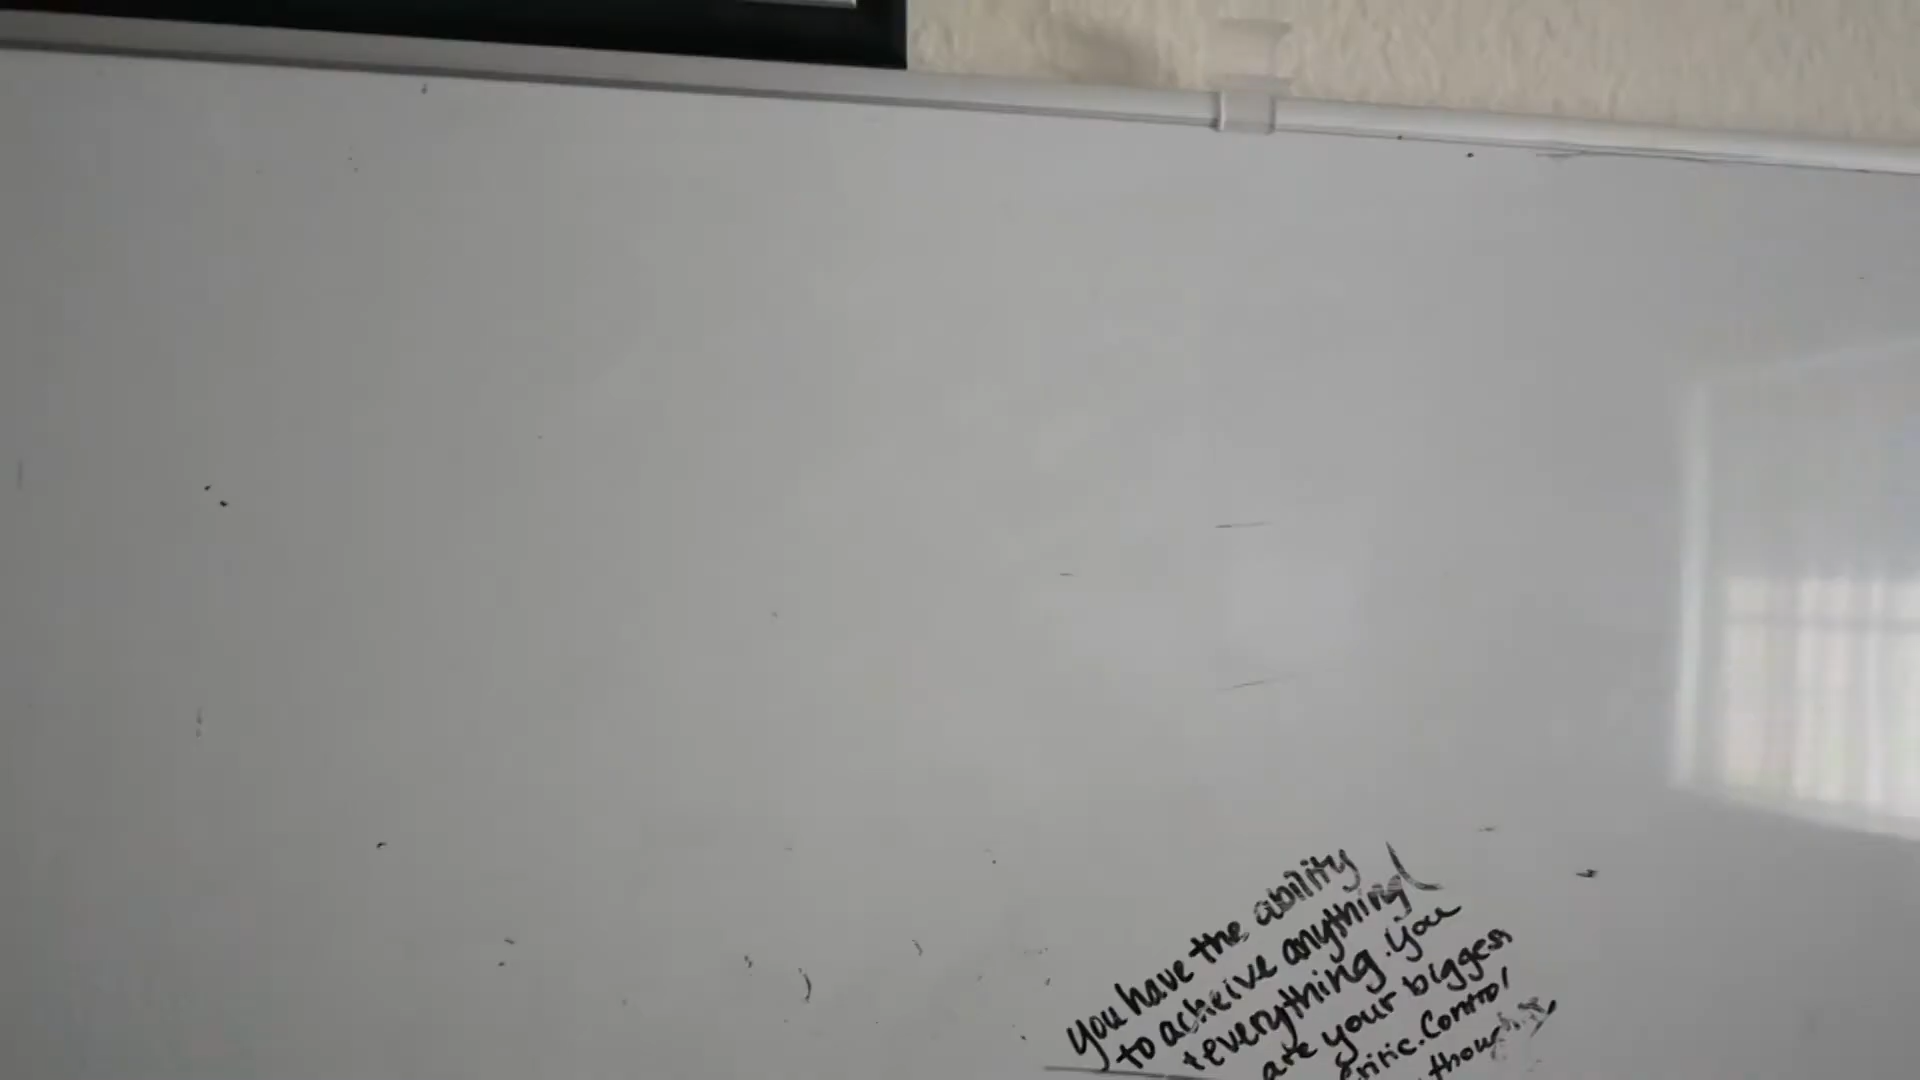 you have the ability
to acheive anything
+everything. you
are your biggest
critic. Control